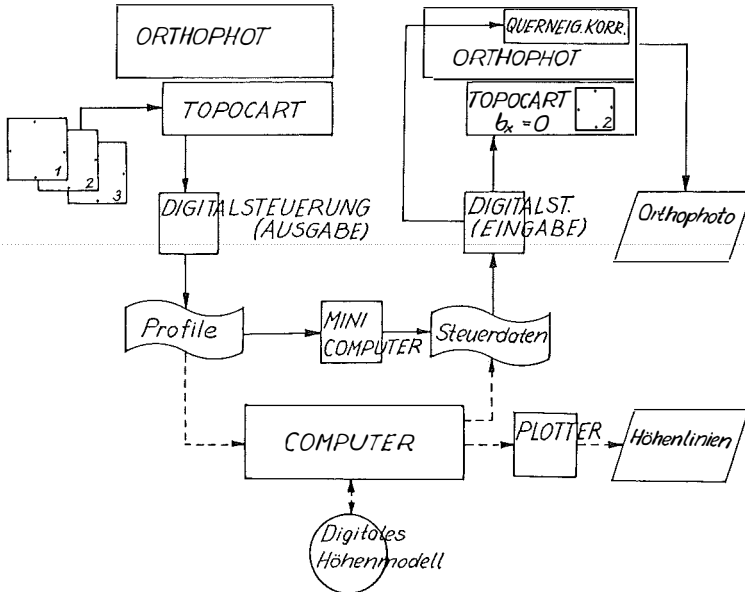 ORTHOPHOT
TOPOCART
1
2
3
DIGITALSTEUERUNG
(AUSGABE)
Profile
MINI
COMPUTER
Steuerdaten
QUERNEIG.KORR.
ORTHOPHOT
TOPOCART
bx = 0
2
DIGITALST.
(EINGABE)
Orthophoto
COMPUTER
PLOTTER
Höhenlinien
Digitales
Höhenmodell